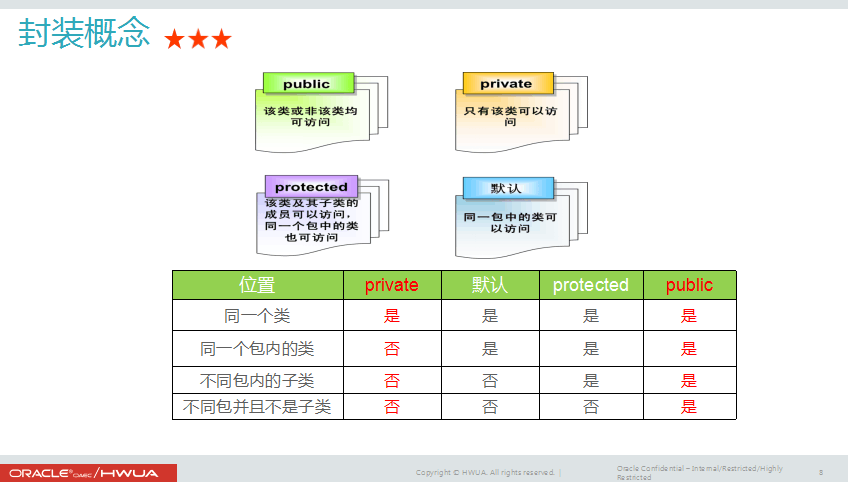 封装概念 ★★★
public
该类或非该类均
可访问
private
只有该类可以访
问
protected
该类及其子类的
成员可以访问，
同一个包中的类
也可访问
默认
同一包中的类可
以访问
位置 private 默认 protected public
同一个类 是 是 是 是
同一个包内的类 否 是 是 是
不同包内的子类 否 否 是 是
不同包并且不是子类 否 否 否 是
ORACLE® OAEC /HWUA
Copyright © HWUA. All rights reserved. |
Oracle Confidential – Internal/Restricted/Highly
Restricted
8